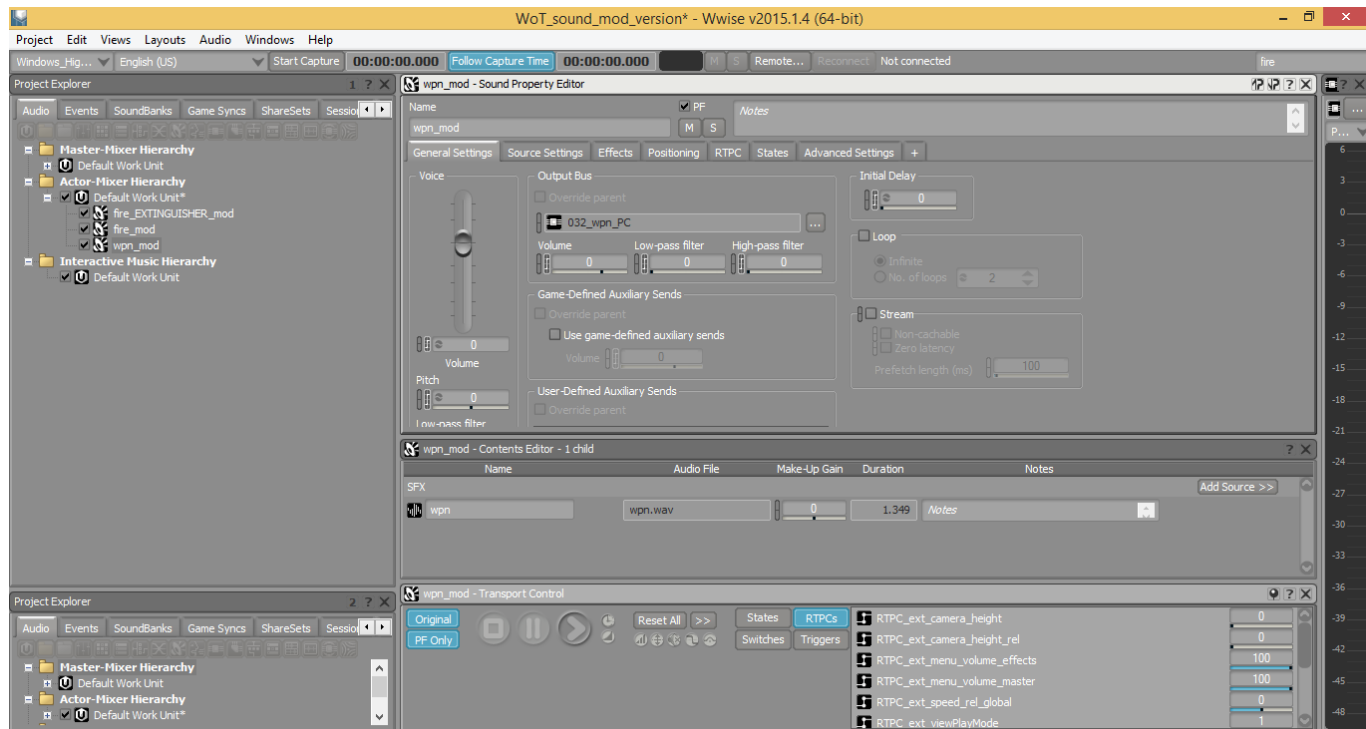 WoT_sound_mod_version* - Wwise v2015.1.4 (64-bit)
Project Edit Views Layouts Audio Windows Help
Windows_Hig... English (US) Start Capture 00:00:00.000 Follow Capture Time 00:00:00.000 M S Remote... Reconnect Not connected fire
Project Explorer 1 ? X
Audio Events SoundBanks Game Syncs ShareSets Session
Master-Mixer Hierarchy
Default Work Unit
Actor-Mixer Hierarchy
Default Work Unit*
fire_EXTINGUISHER_mod
fire_mod
wpn_mod
Interactive Music Hierarchy
Default Work Unit
wpn_mod - Sound Property Editor
Name PF Notes
wpn_mod M S
General Settings Source Settings Effects Positioning RTPC States Advanced Settings +
Voice
0
Volume
Pitch
0
Low-pass filter
Output Bus
Override parent
032_wpn_PC ...
Volume Low-pass filter High-pass filter
0 0 0
Game-Defined Auxiliary Sends
Override parent
Use game-defined auxiliary sends
Volume 0
User-Defined Auxiliary Sends
Override parent
Initial Delay
0
Loop
Infinite
No. of loops 2
Stream
Non-cachable
Zero latency
Prefetch length (ms) 100
wpn_mod - Contents Editor - 1 child ? X
Name Audio File Make-Up Gain Duration Notes
SFX Add Source >>
wpn wpn.wav 0 1.349 Notes
Project Explorer 2 ? X
Audio Events SoundBanks Game Syncs ShareSets Session
Master-Mixer Hierarchy
Default Work Unit
Actor-Mixer Hierarchy
Default Work Unit*
wpn_mod - Transport Control ? X
Original Reset All >> States RTPCs
PF Only Switches Triggers
RTPC_ext_camera_height 0
RTPC_ext_camera_height_rel 0
RTPC_ext_menu_volume_effects 100
RTPC_ext_menu_volume_master 100
RTPC_ext_speed_rel_global 0
RTPC_ext_viewPlayMode 1
? X
...
P...
6
3
0
-3
-6
-9
-12
-15
-18
-21
-24
-27
-30
-33
-36
-39
-42
-45
-48